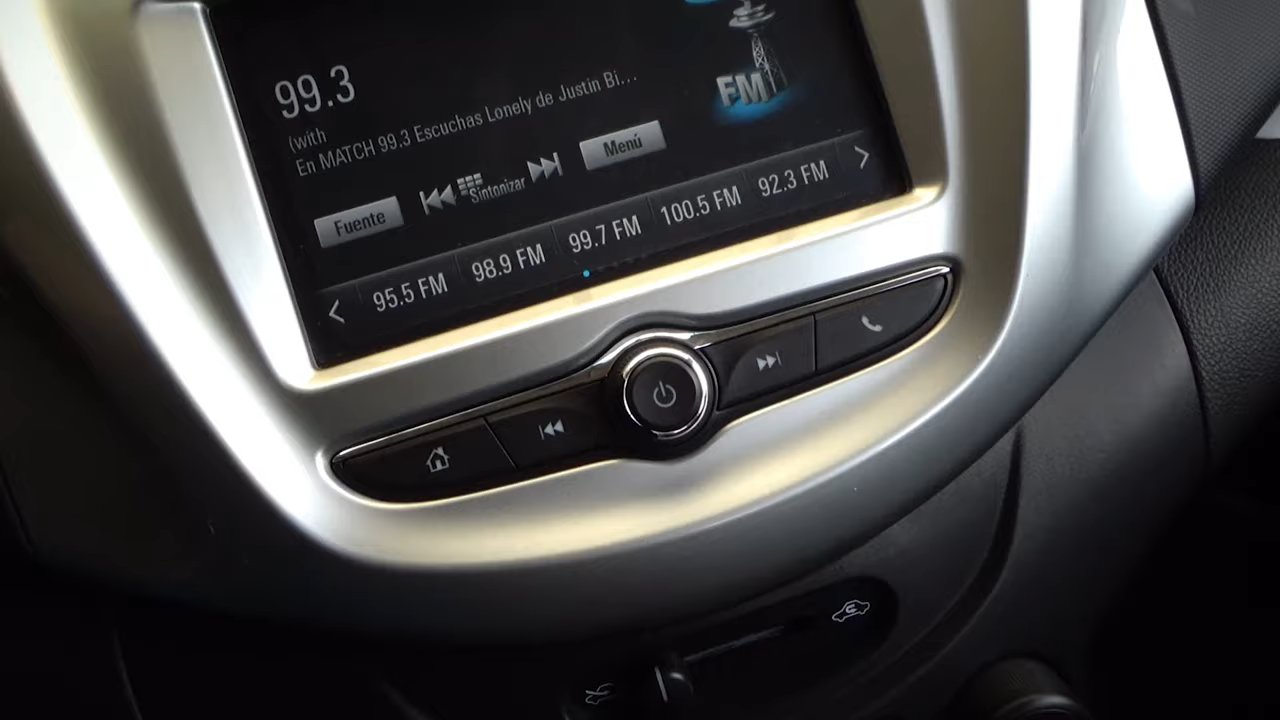 99.3
(with
En MATCH 99.3 Escuchas Lonely de Justin Bi...
FM
Fuente
Sintonizar
Menú
95.5 FM
98.9 FM
99.7 FM
100.5 FM
92.3 FM